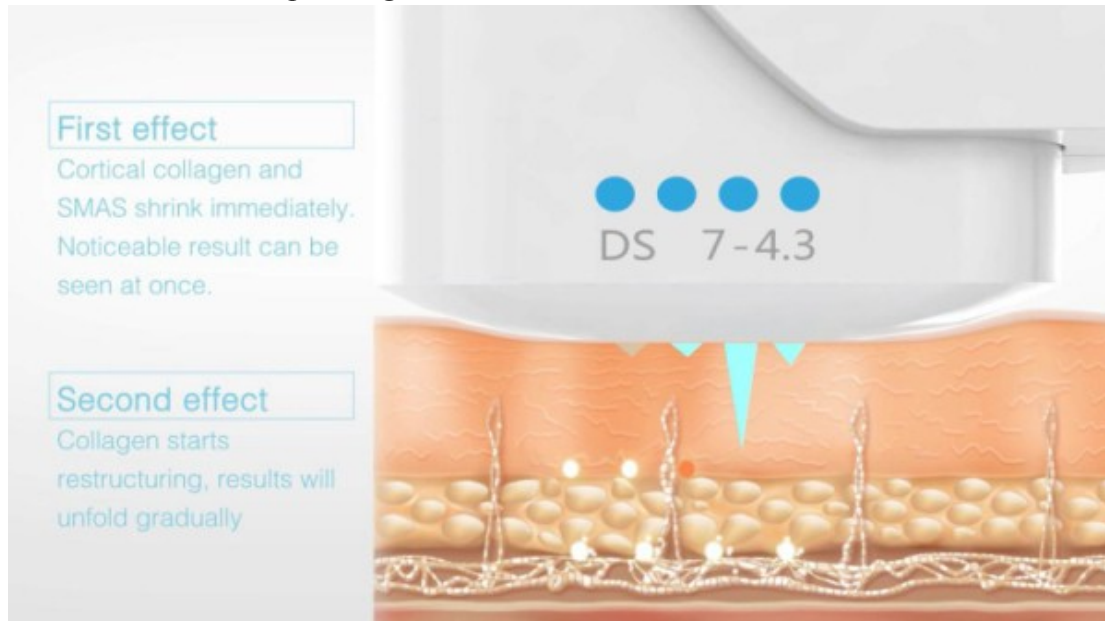 First effect
Cortical collagen and
SMAS shrink immediately.
Noticeable result can be
seen at once.
DS 7-4.3
Second effect
Collagen starts
restructuring, results will
unfold gradually